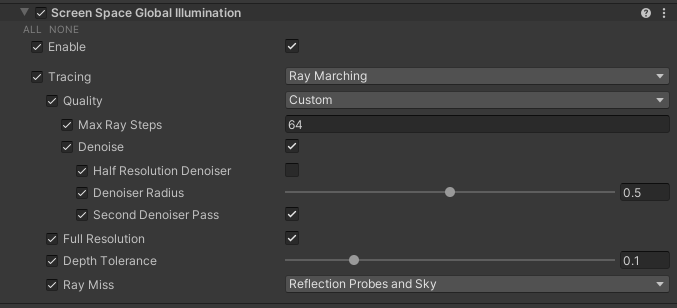 Screen Space Global Illumination
ALL NONE
Enable
Tracing Ray Marching
Quality Custom
Max Ray Steps 64
Denoise
Half Resolution Denoiser
Denoiser Radius 0.5
Second Denoiser Pass
Full Resolution
Depth Tolerance 0.1
Ray Miss Reflection Probes and Sky